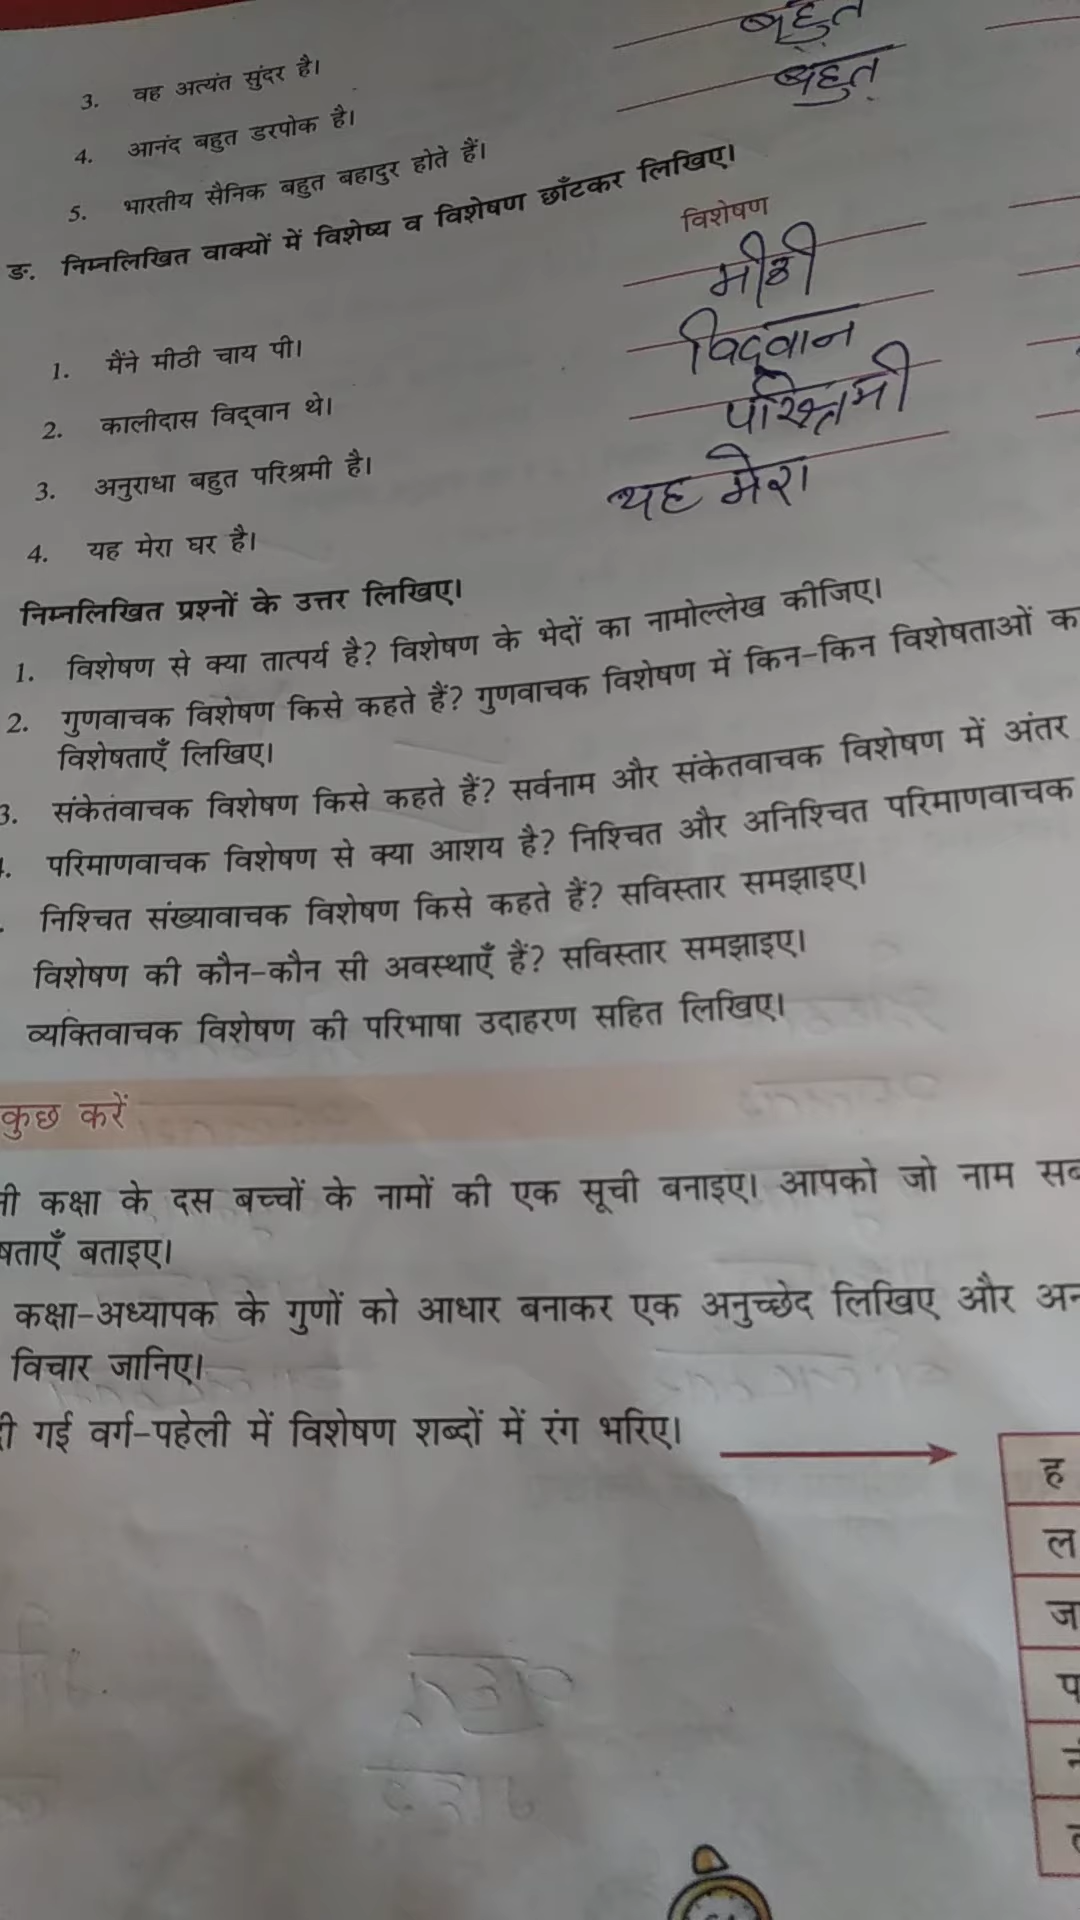 बहुत
3. वह अत्यंत सुंदर है।
बहुत
4. आनंद बहुत डरपोक है।
5. भारतीय सैनिक बहुत बहादुर होते हैं।
ङ. निम्नलिखित वाक्यों में विशेष्य व विशेषण छाँटकर लिखिए।
विशेषण
मीठी
1. मैंने मीठी चाय पी।
विद्वान
2. कालीदास विद्वान थे।
परिश्रमी
3. अनुराधा बहुत परिश्रमी है।
यह मेरा
4. यह मेरा घर है।
निम्नलिखित प्रश्नों के उत्तर लिखिए।
1. विशेषण से क्या तात्पर्य है? विशेषण के भेदों का नामोल्लेख कीजिए।
2. गुणवाचक विशेषण किसे कहते हैं? गुणवाचक विशेषण में किन-किन विशेषताओं क
विशेषताएँ लिखिए।
3. संकेतवाचक विशेषण किसे कहते हैं? सर्वनाम और संकेतवाचक विशेषण में अंतर
परिमाणवाचक विशेषण से क्या आशय है? निश्चित और अनिश्चित परिमाणवाचक
निश्चित संख्यावाचक विशेषण किसे कहते हैं? सविस्तार समझाइए।
विशेषण की कौन-कौन सी अवस्थाएँ हैं? सविस्तार समझाइए।
व्यक्तिवाचक विशेषण की परिभाषा उदाहरण सहित लिखिए।
कुछ करें
नी कक्षा के दस बच्चों के नामों की एक सूची बनाइए। आपको जो नाम सब
षताएँ बताइए।
कक्षा-अध्यापक के गुणों को आधार बनाकर एक अनुच्छेद लिखिए और अन
विचार जानिए।
दी गई वर्ग-पहेली में विशेषण शब्दों में रंग भरिए।
ह
ल
ज
प